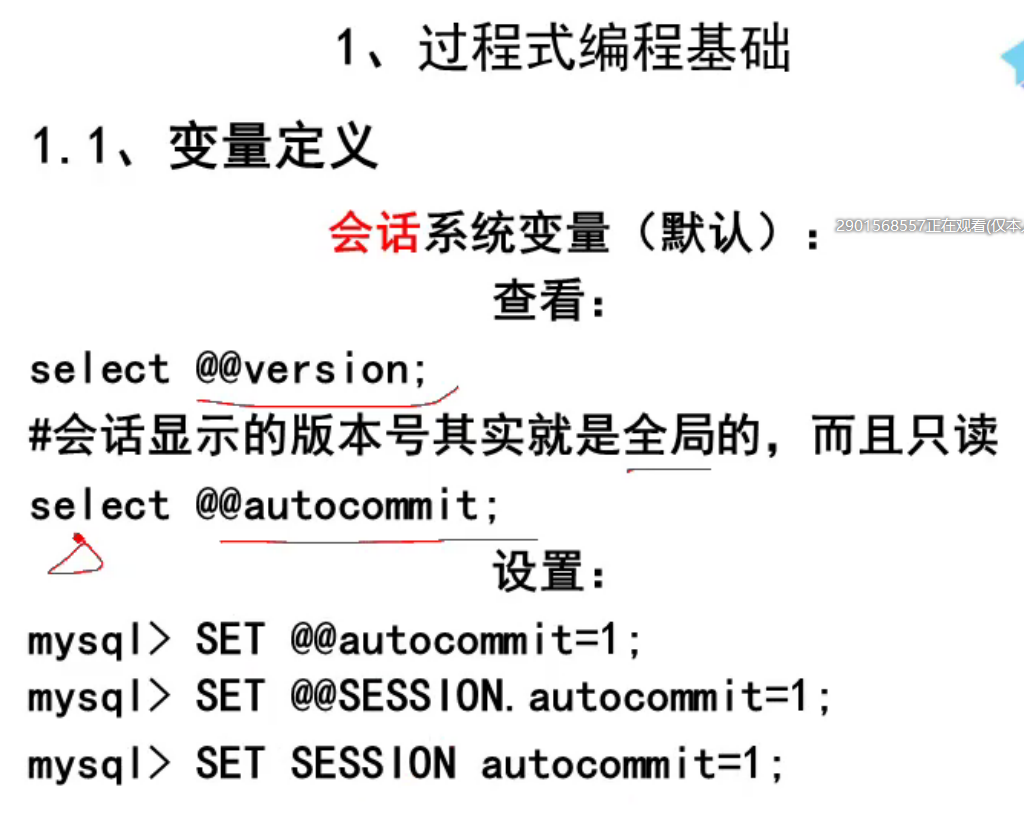 1、过程式编程基础
1.1、变量定义
会话系统变量（默认）：
2901568557正在观看(仅本
查看：
select @@version;
#会话显示的版本号其实就是全局的，而且只读
select @@autocommit;
设置：
mysql> SET @@autocommit=1;
mysql> SET @@SESSION.autocommit=1;
mysql> SET SESSION autocommit=1;